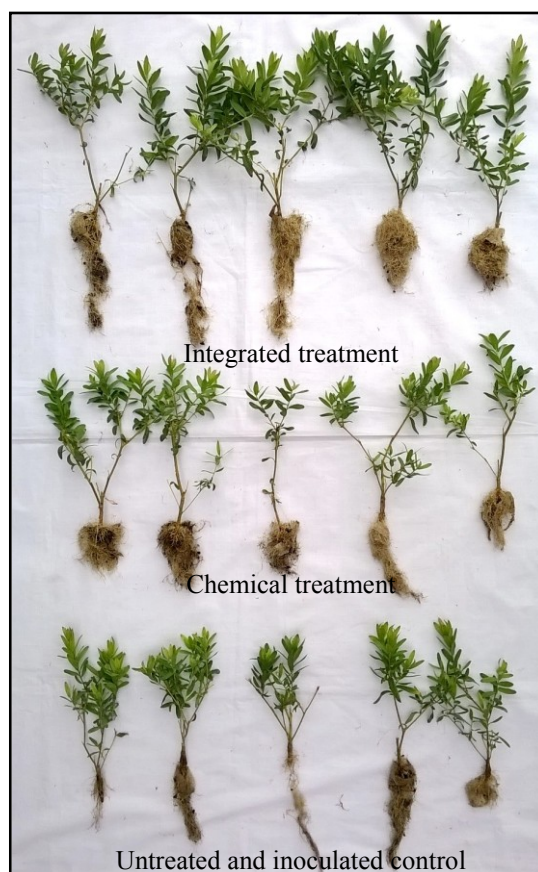 Integrated treatment
Chemical treatment
Untreated and inoculated control